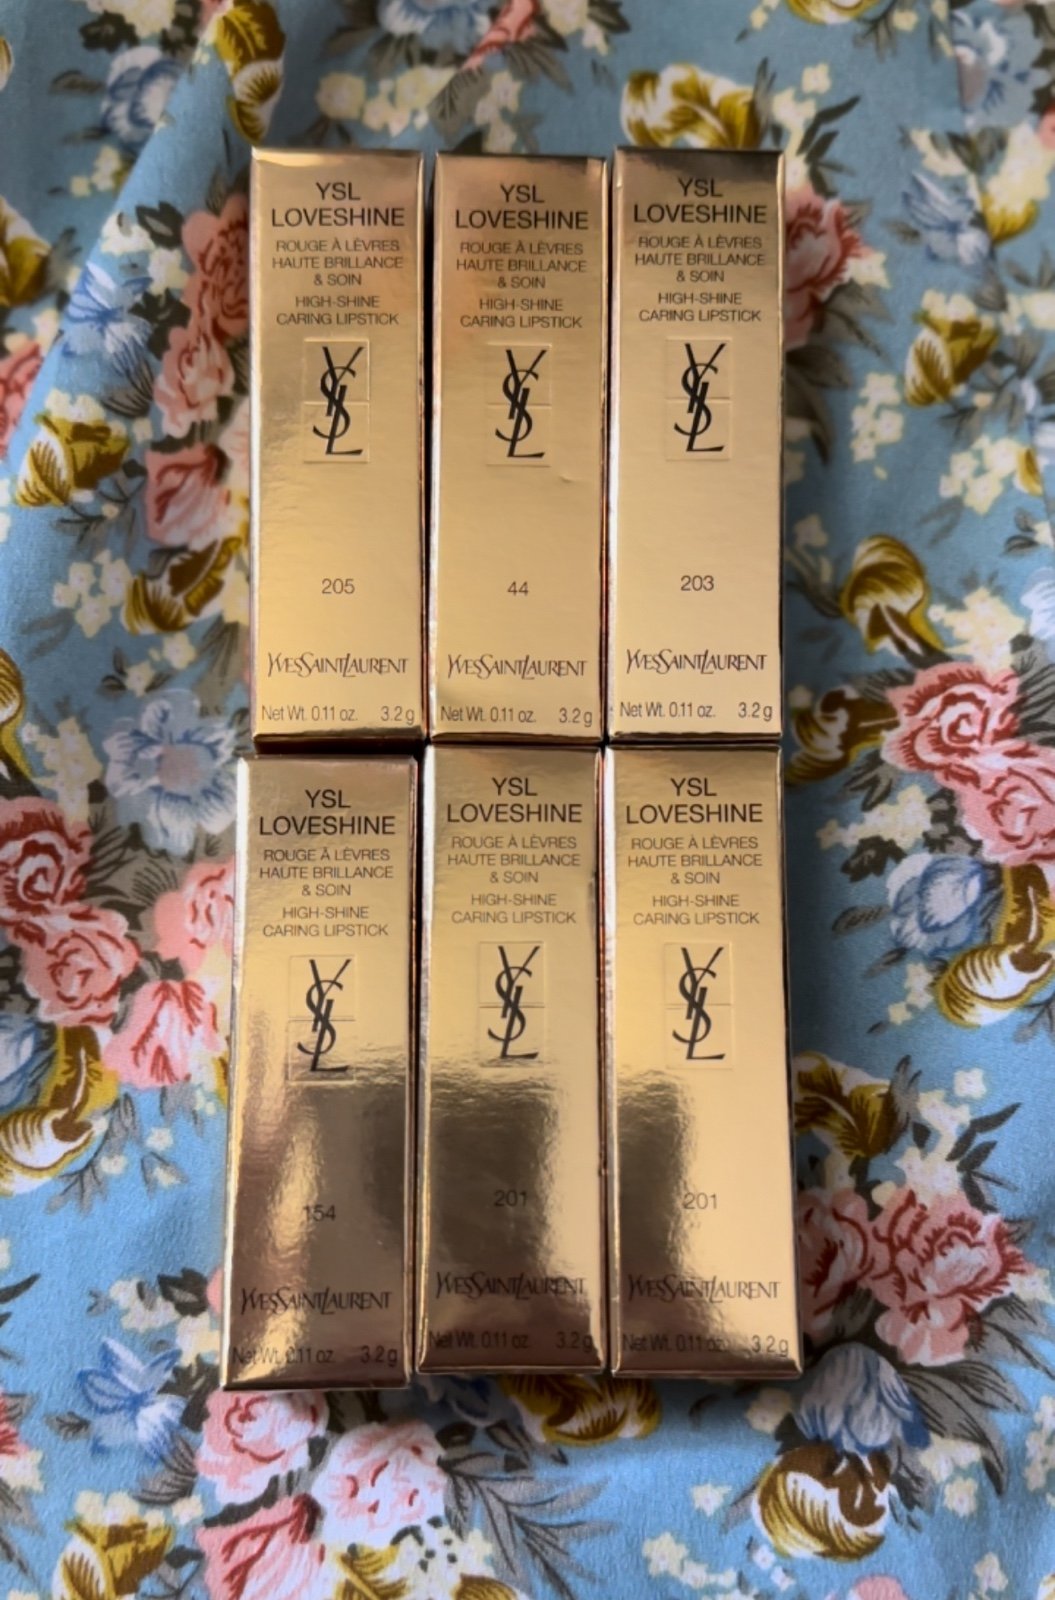 YSL
LOVESHINE
ROUGE À LÈVRES
HAUTE BRILLANCE
& SOIN
HIGH-SHINE
CARING LIPSTICK
YSL
205
YVESSAINTLAURENT
Net Wt. 0.11 oz. 3.2 g
YSL
LOVESHINE
ROUGE À LÈVRES
HAUTE BRILLANCE
& SOIN
HIGH-SHINE
CARING LIPSTICK
YSL
44
YVESSAINTLAURENT
Net Wt. 0.11 oz. 3.2 g
YSL
LOVESHINE
ROUGE À LÈVRES
HAUTE BRILLANCE
& SOIN
HIGH-SHINE
CARING LIPSTICK
YSL
203
YVESSAINTLAURENT
Net Wt. 0.11 oz. 3.2 g
YSL
LOVESHINE
ROUGE À LÈVRES
HAUTE BRILLANCE
& SOIN
HIGH-SHINE
CARING LIPSTICK
YSL
154
YVESSAINTLAURENT
Net Wt. 0.11 oz. 3.2 g
YSL
LOVESHINE
ROUGE À LÈVRES
HAUTE BRILLANCE
& SOIN
HIGH-SHINE
CARING LIPSTICK
YSL
201
YVESSAINTLAURENT
Net Wt. 0.11 oz. 3.2 g
YSL
LOVESHINE
ROUGE À LÈVRES
HAUTE BRILLANCE
& SOIN
HIGH-SHINE
CARING LIPSTICK
YSL
201
YVESSAINTLAURENT
Net Wt. 0.11 oz. 3.2 g